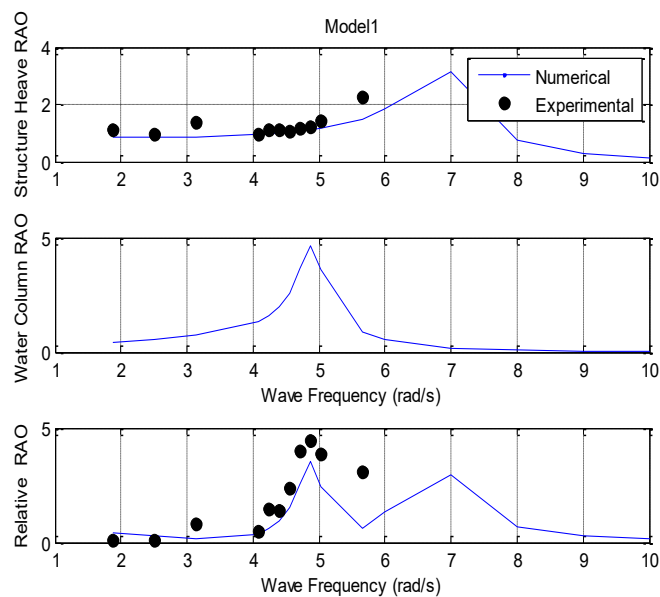 Model1
Structure Heave RAO
4
2
0
Numerical
Experimental
1 2 3 4 5 6 7 8 9 10
Water Column RAO
5
0
1 2 3 4 5 6 7 8 9 10
Wave Frequency (rad/s)
Relative RAO
5
0
1 2 3 4 5 6 7 8 9 10
Wave Frequency (rad/s)